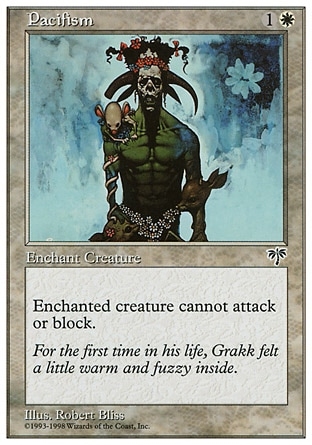 Pacifism 1
Enchant Creature
Enchanted creature cannot attack
or block.
For the first time in his life, Grakk felt
a little warm and fuzzy inside.
Illus. Robert Bliss
©1993-1998 Wizards of the Coast, Inc.